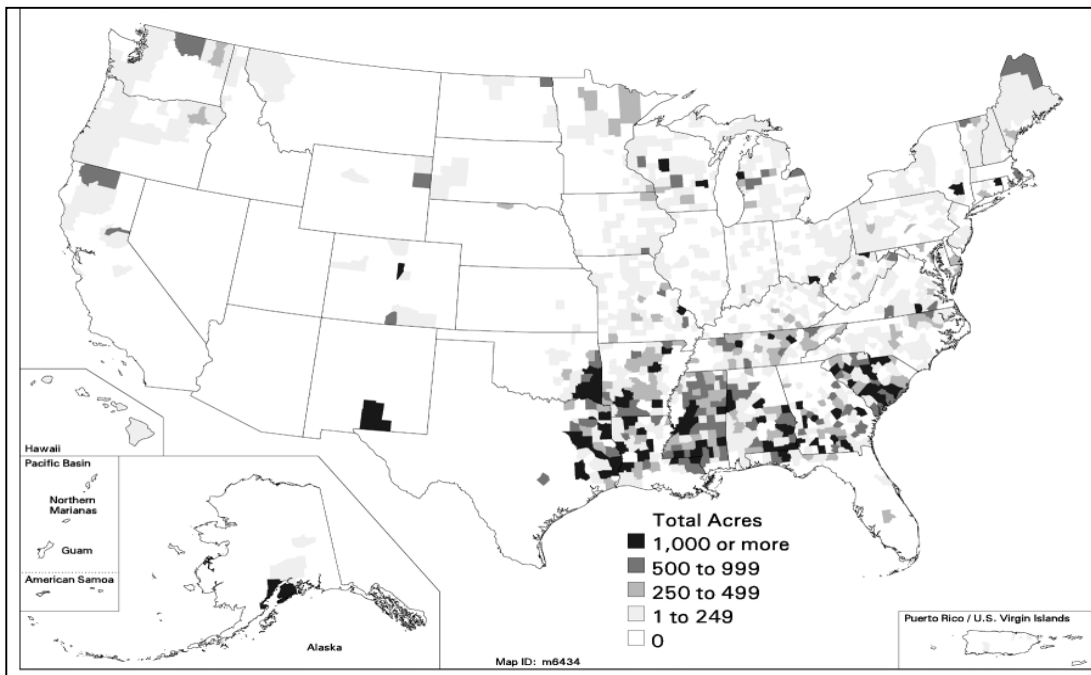 Hawaii
Pacific Basin
Northern
Marianas
Guam
American Samoa
Alaska
Total Acres
1,000 or more
500 to 999
250 to 499
1 to 249
0
Map ID: m6434
Puerto Rico / U.S. Virgin Islands